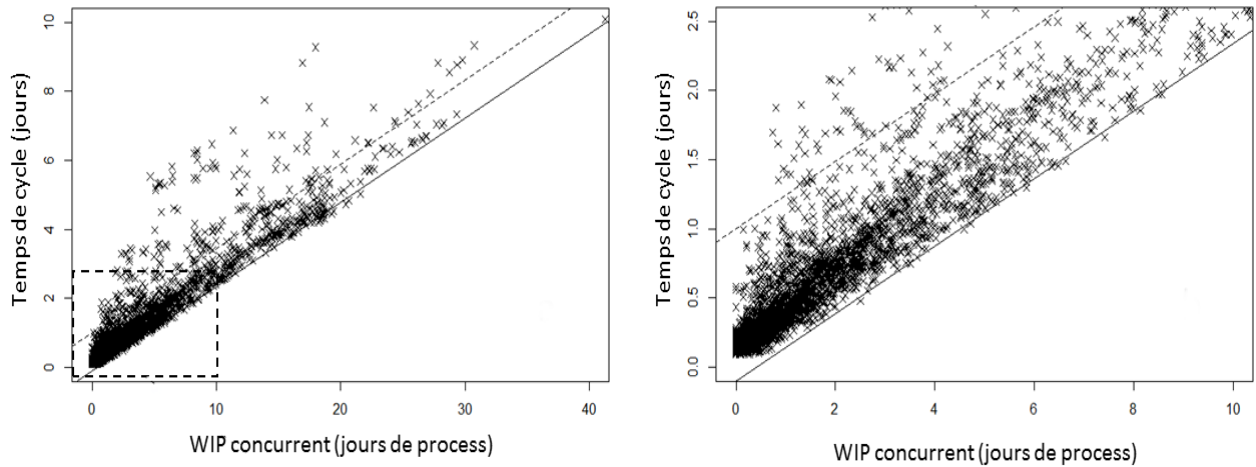 10
8
6
4
2
0
Temps de cycle (jours)
0 10 20 30 40
WIP concurrent (jours de process)
2.5
2.0
1.5
1.0
0.5
0.0
Temps de cycle (jours)
0 2 4 6 8 10
WIP concurrent (jours de process)